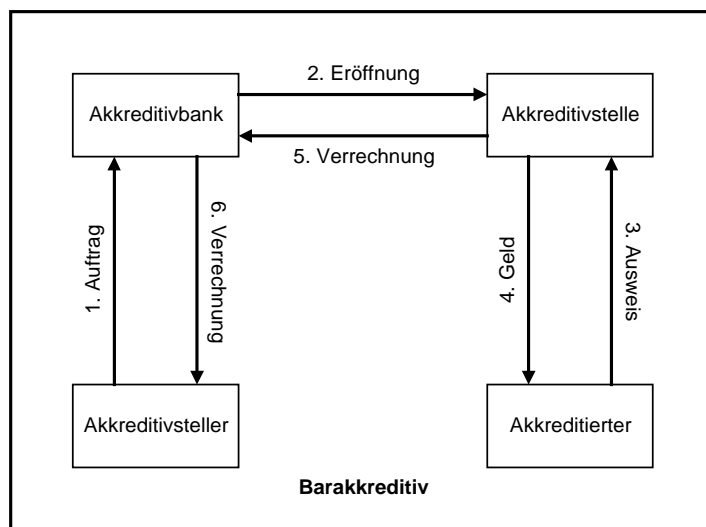 2. Eröffnung
Akkreditivbank
Akkreditivstelle
5. Verrechnung
1. Auftrag
6. Verrechnung
4. Geld
3. Ausweis
Akkreditivsteller
Akkreditierter
Barakkreditiv